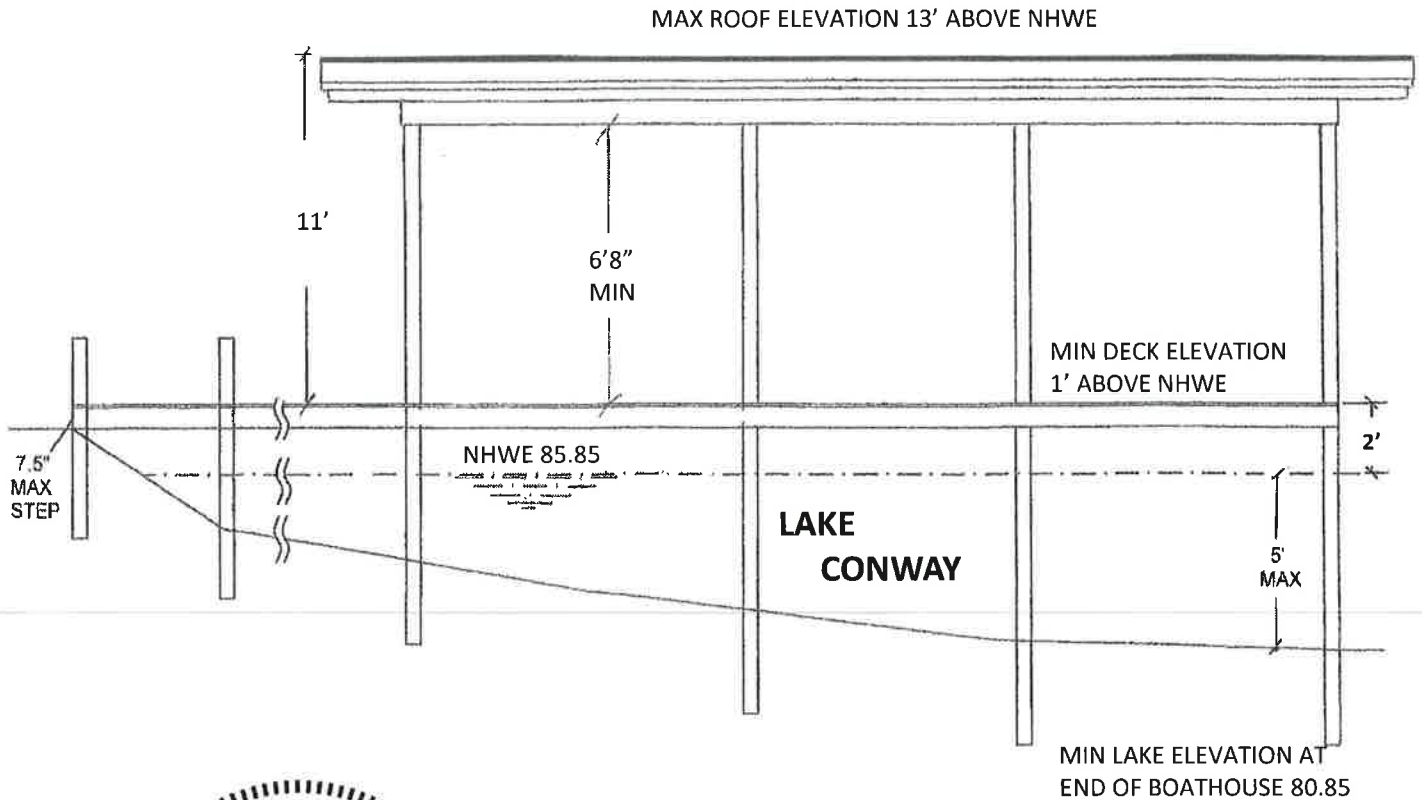 MAX ROOF ELEVATION 13’ ABOVE NHWE
11’
6’8”
MIN
MIN DECK ELEVATION
1’ ABOVE NHWE
2’
7.5"
MAX
STEP
NHWE 85.85
LAKE
CONWAY
5'
MAX
MIN LAKE ELEVATION AT
END OF BOATHOUSE 80.85